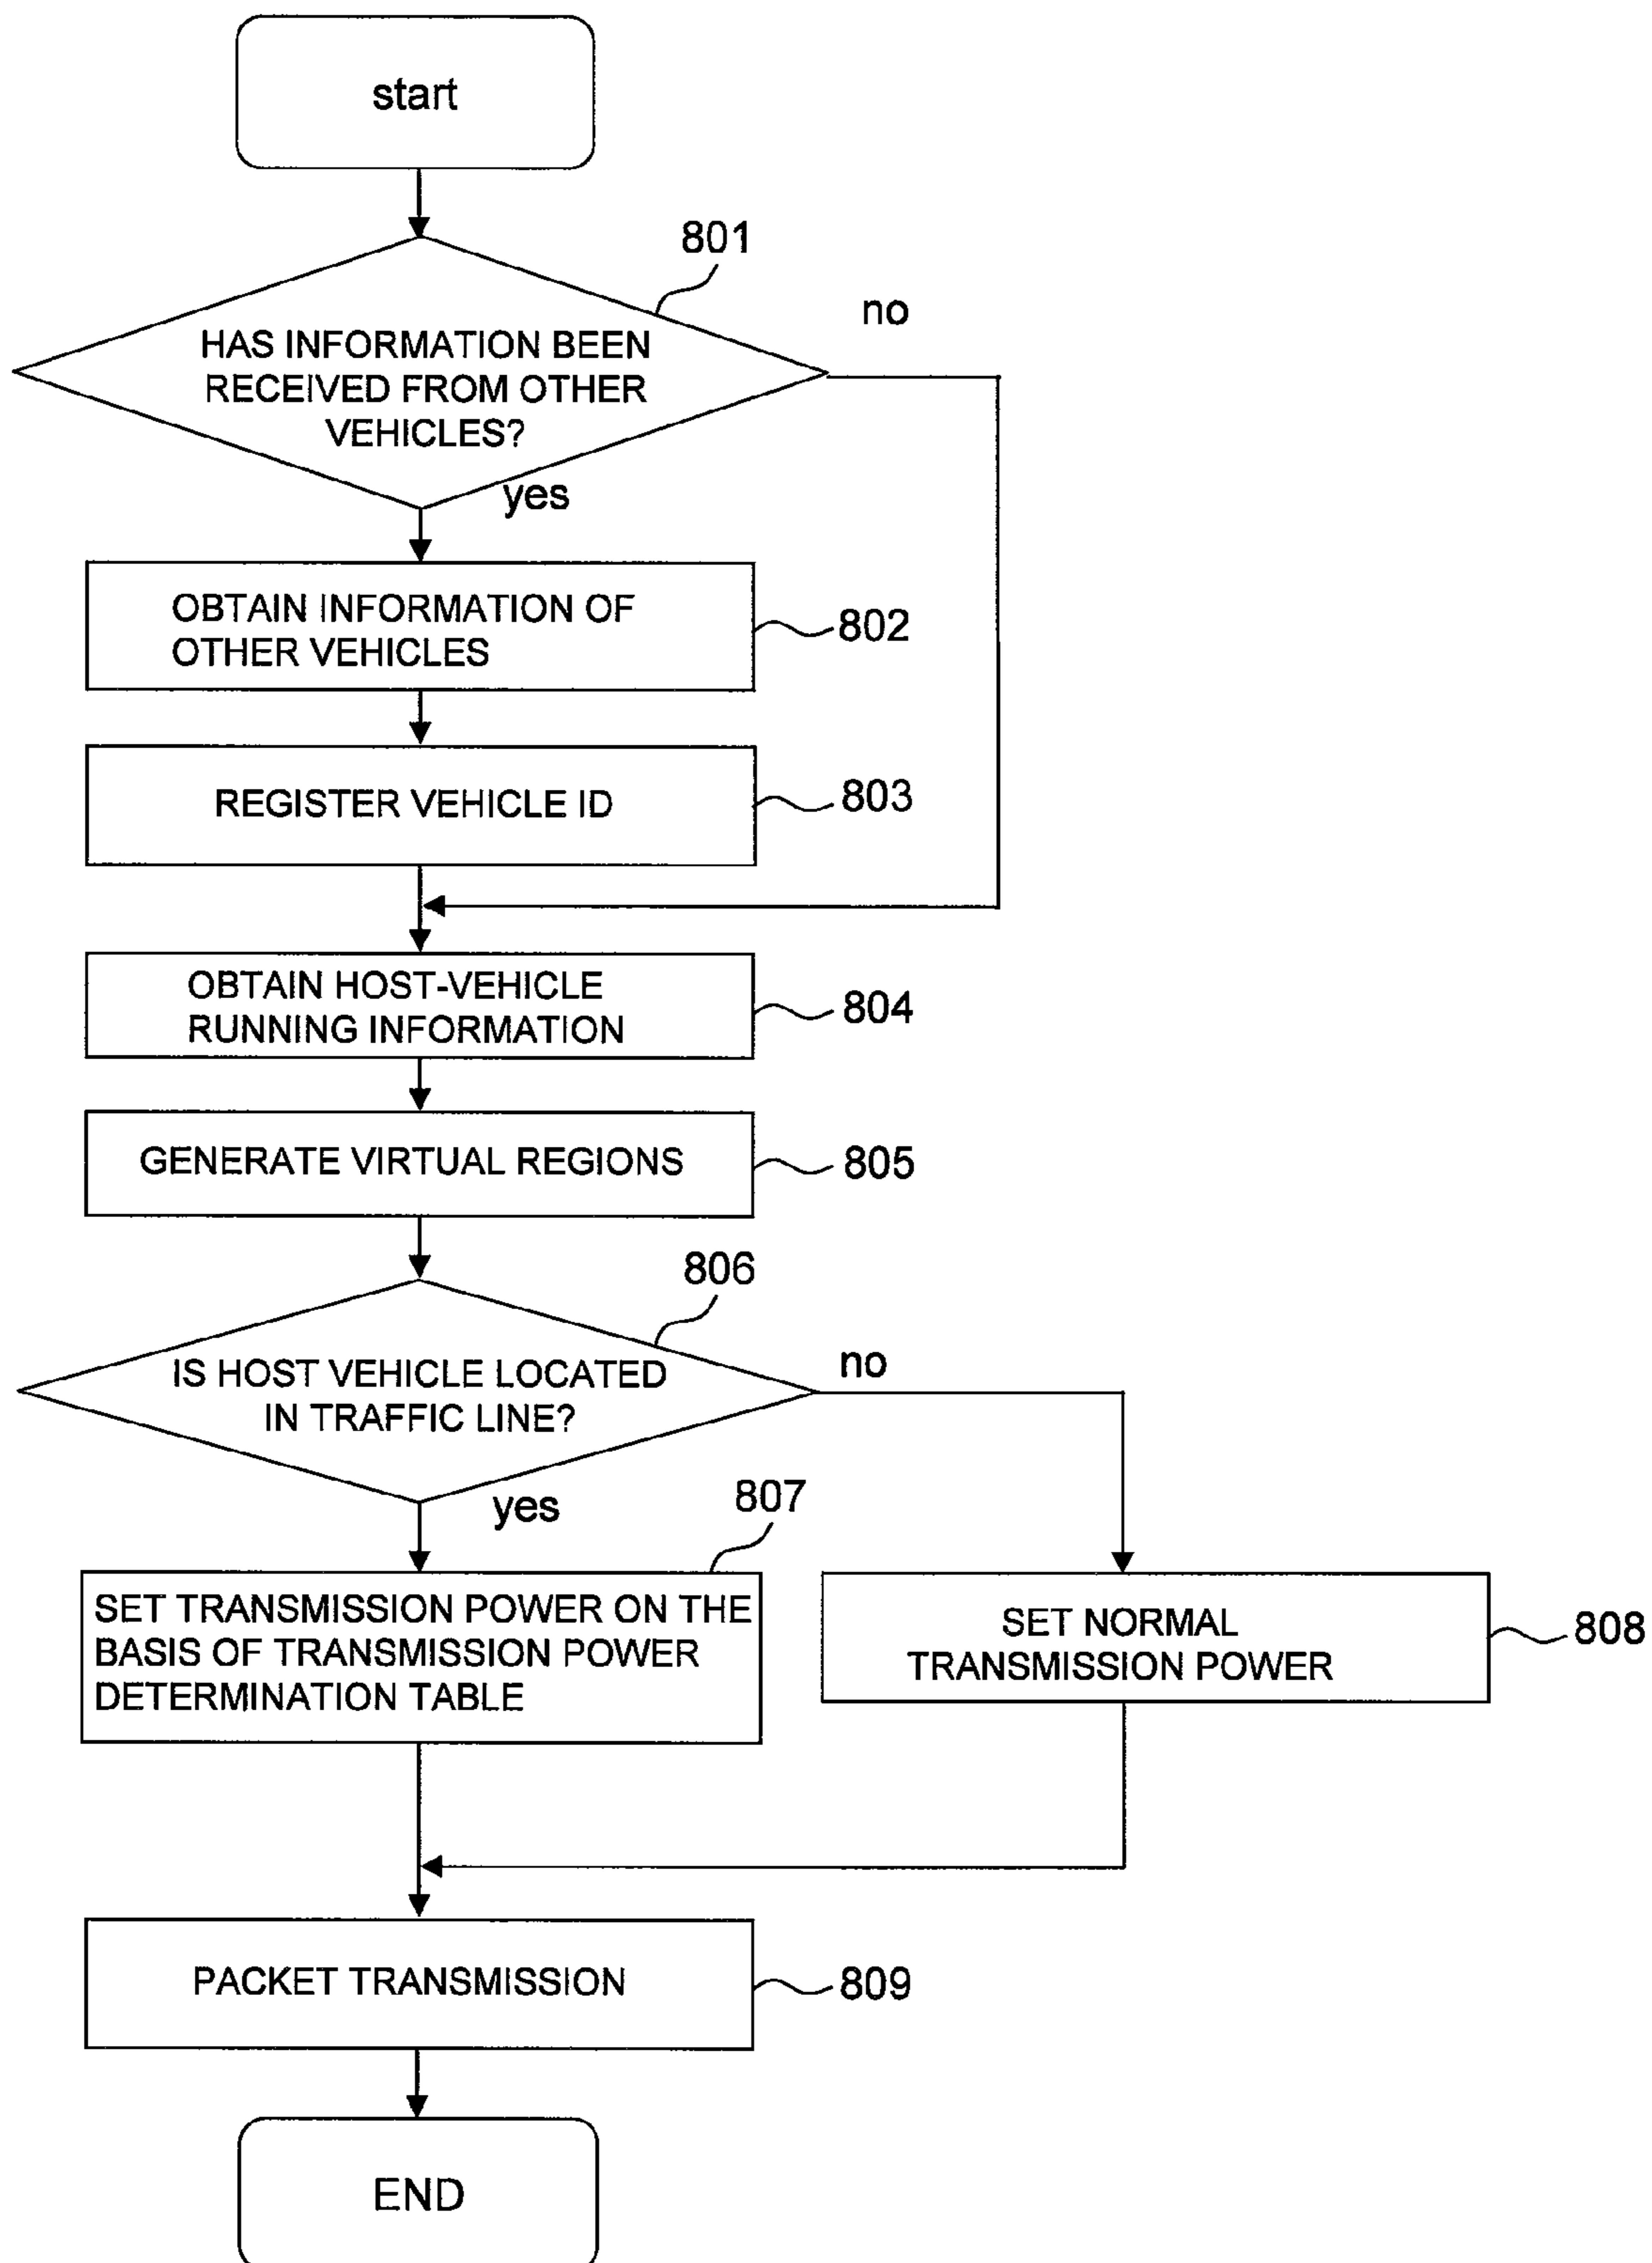 start
801
no
HAS INFORMATION BEEN
RECEIVED FROM OTHER
VEHICLES?
yes
OBTAIN INFORMATION OF
OTHER VEHICLES
802
REGISTER VEHICLE ID
803
OBTAIN HOST-VEHICLE
RUNNING INFORMATION
804
GENERATE VIRTUAL REGIONS
805
806
no
IS HOST VEHICLE LOCATED
IN TRAFFIC LINE?
yes
807
SET TRANSMISSION POWER ON THE
BASIS OF TRANSMISSION POWER
DETERMINATION TABLE
SET NORMAL
TRANSMISSION POWER
808
PACKET TRANSMISSION
809
END